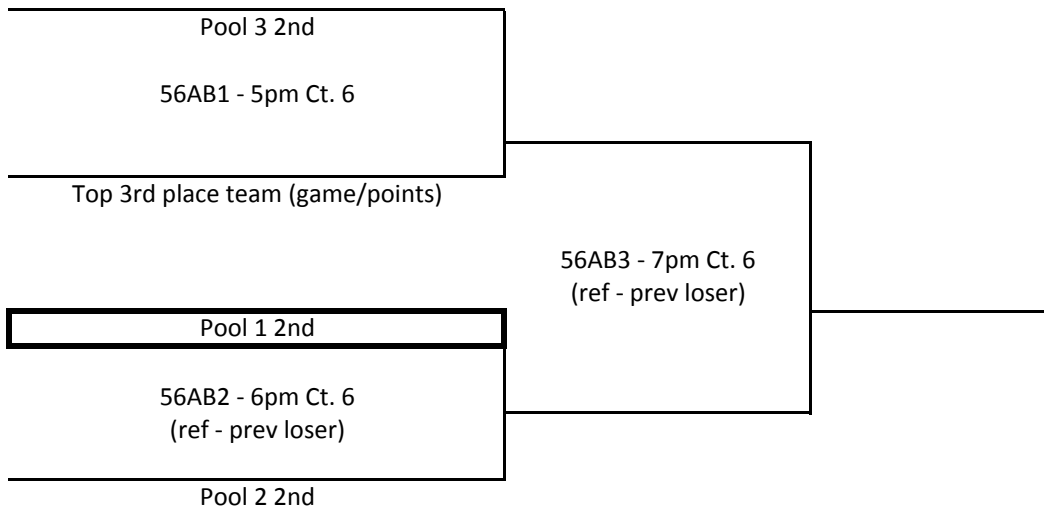 Pool 3 2nd
56AB1 - 5pm Ct. 6
Top 3rd place team (game/points)
56AB3 - 7pm Ct. 6
(ref - prev loser)
Pool 1 2nd
56AB2 - 6pm Ct. 6
(ref - prev loser)
Pool 2 2nd